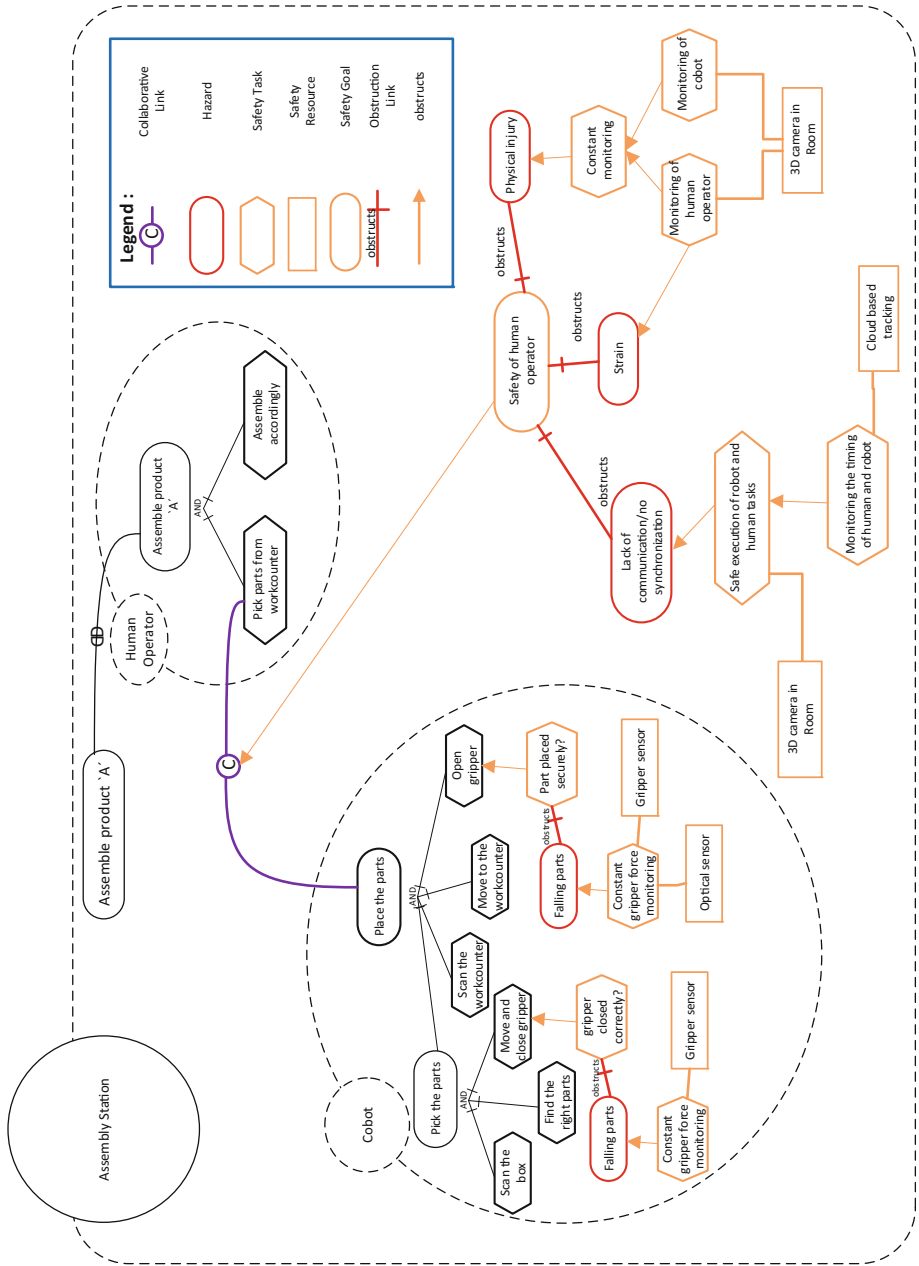 Assembly Station
Assemble product `A´
D
D
Human
Operator
Assemble product
`A´
AND
Pick parts from
workcounter
Assemble
accordingly
Legend :
C
Collaborative
Link
Hazard
Safety Task
Safety
Resource
Safety Goal
obstructs
Obstruction
Link
obstructs
C
Cobot
Place the parts
AND
Pick the parts
Scan the
workcounter
Move to the
workcounter
Open
gripper
AND
Scan the
box
Find the
right parts
Move and
close gripper
gripper
closed
correctly?
obstructs
Falling parts
Constant
gripper force
monitoring
Gripper sensor
Part placed
securely?
obstructs
Falling parts
Constant
gripper force
monitoring
Gripper sensor
Optical sensor
Safety of human
operator
obstructs
Lack of
communication/no
synchronization
obstructs
Strain
obstructs
Physical injury
Safe execution of robot and
human tasks
3D camera in
Room
Monitoring the timing
of human and robot
Cloud based
tracking
Constant
monitoring
Monitoring of
human
operator
Monitoring of
cobot
3D camera in
Room